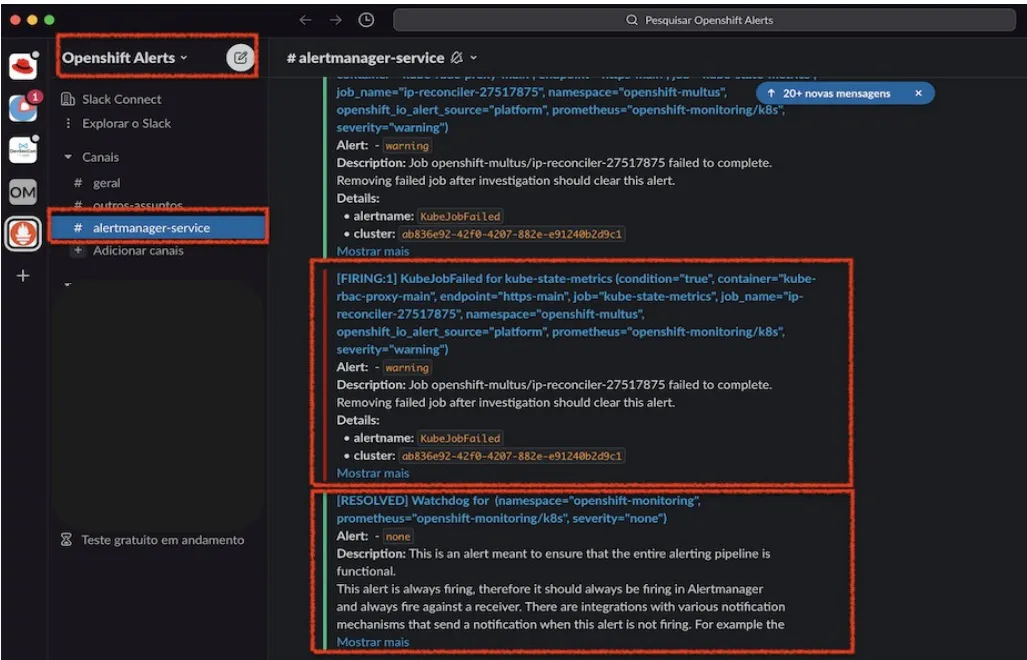 Pesquisar Openshift Alerts
Openshift Alerts
1
OM
Slack Connect
Explorar o Slack
Canais
# geral
# outros-assuntos
# alertmanager-service
+ Adicionar canais
Teste gratuito em andamento
# alertmanager-service
↑ 20+ novas mensagens ×
job_name="ip-reconciler-27517875", namespace="openshift-multus",
openshift_io_alert_source="platform", prometheus="openshift-monitoring/k8s",
severity="warning")
Alert: - warning
Description: Job openshift-multus/ip-reconciler-27517875 failed to complete.
Removing failed job after investigation should clear this alert.
Details:
• alertname: KubeJobFailed
• cluster: ab836e92-42f0-4207-882e-e91240b2d9c1
Mostrar mais
[FIRING:1] KubeJobFailed for kube-state-metrics (condition="true", container="kube-
rbac-proxy-main", endpoint="https-main", job="kube-state-metrics", job_name="ip-
reconciler-27517875", namespace="openshift-multus",
openshift_io_alert_source="platform", prometheus="openshift-monitoring/k8s",
severity="warning")
Alert: - warning
Description: Job openshift-multus/ip-reconciler-27517875 failed to complete.
Removing failed job after investigation should clear this alert.
Details:
• alertname: KubeJobFailed
• cluster: ab836e92-42f0-4207-882e-e91240b2d9c1
Mostrar mais
[RESOLVED] Watchdog for (namespace="openshift-monitoring",
prometheus="openshift-monitoring/k8s", severity="none")
Alert: - none
Description: This is an alert meant to ensure that the entire alerting pipeline is
functional.
This alert is always firing, therefore it should always be firing in Alertmanager
and always fire against a receiver. There are integrations with various notification
mechanisms that send a notification when this alert is not firing. For example the
Mostrar mais